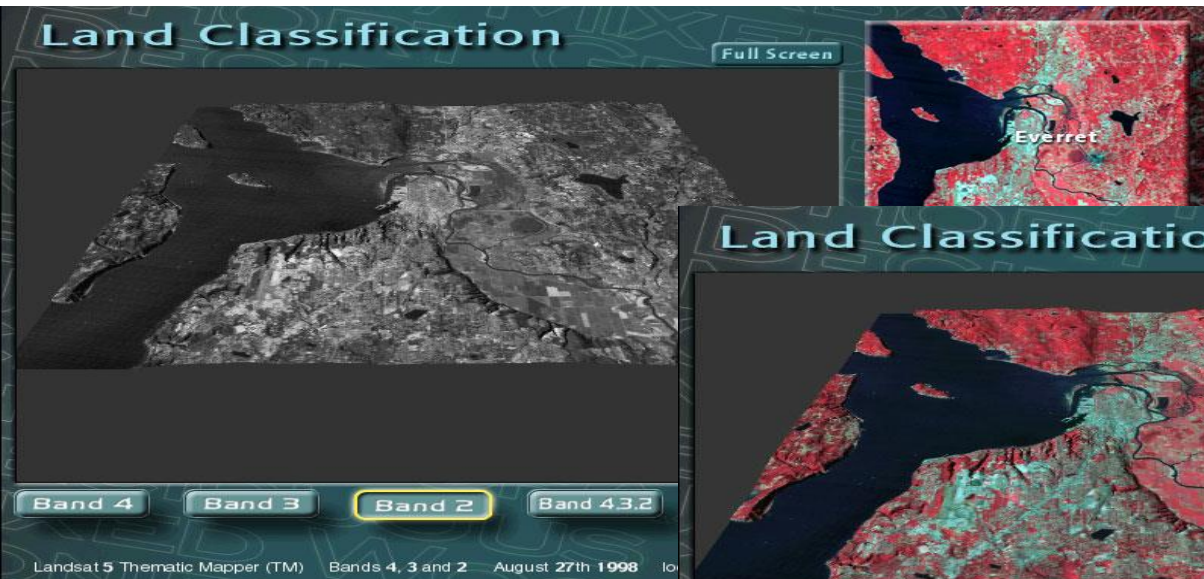 Land Classification
Full Screen
Everret
Land Classificatio
Band 4
Band 3
Band 2
Band 4.3.2
Landsat 5 Thematic Mapper (TM) Bands 4, 3 and 2 August 27th 1998 lo